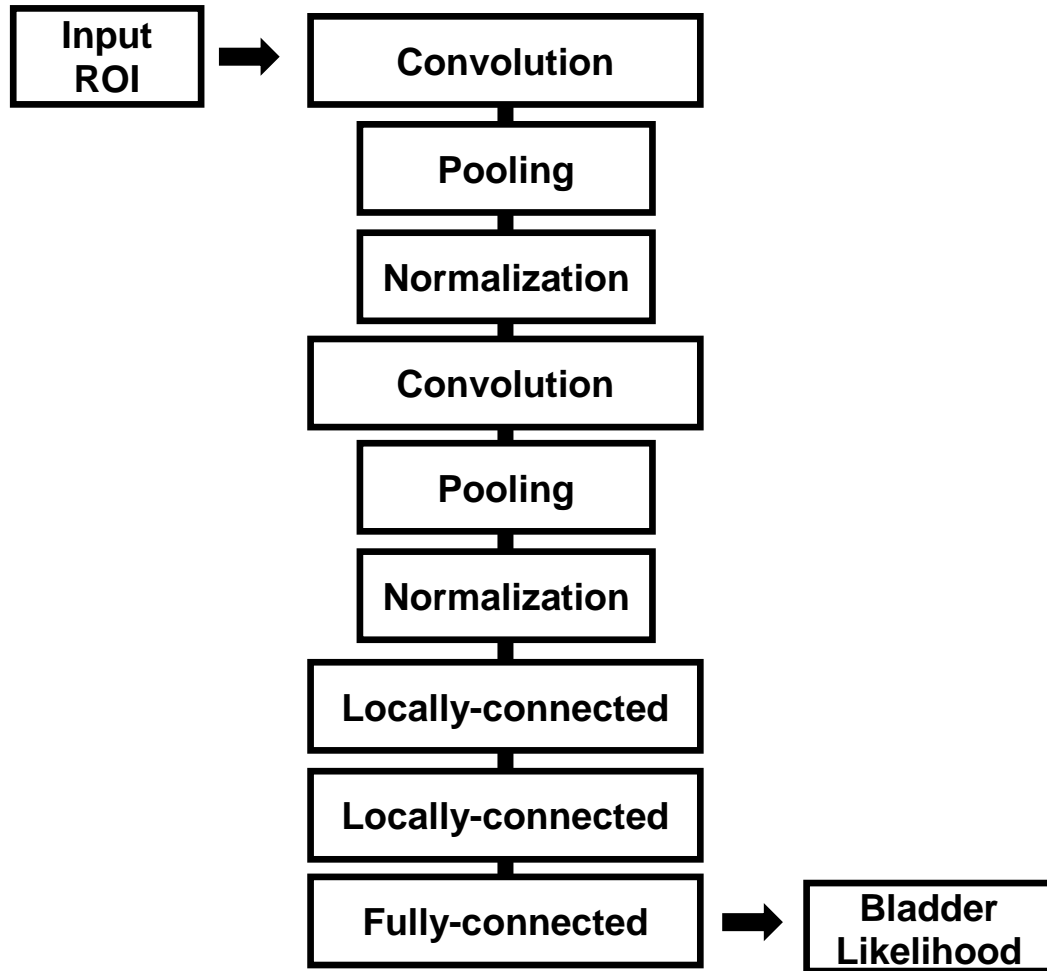 Input
ROI
Convolution
Pooling
Normalization
Convolution
Pooling
Normalization
Locally-connected
Locally-connected
Fully-connected
Bladder
Likelihood